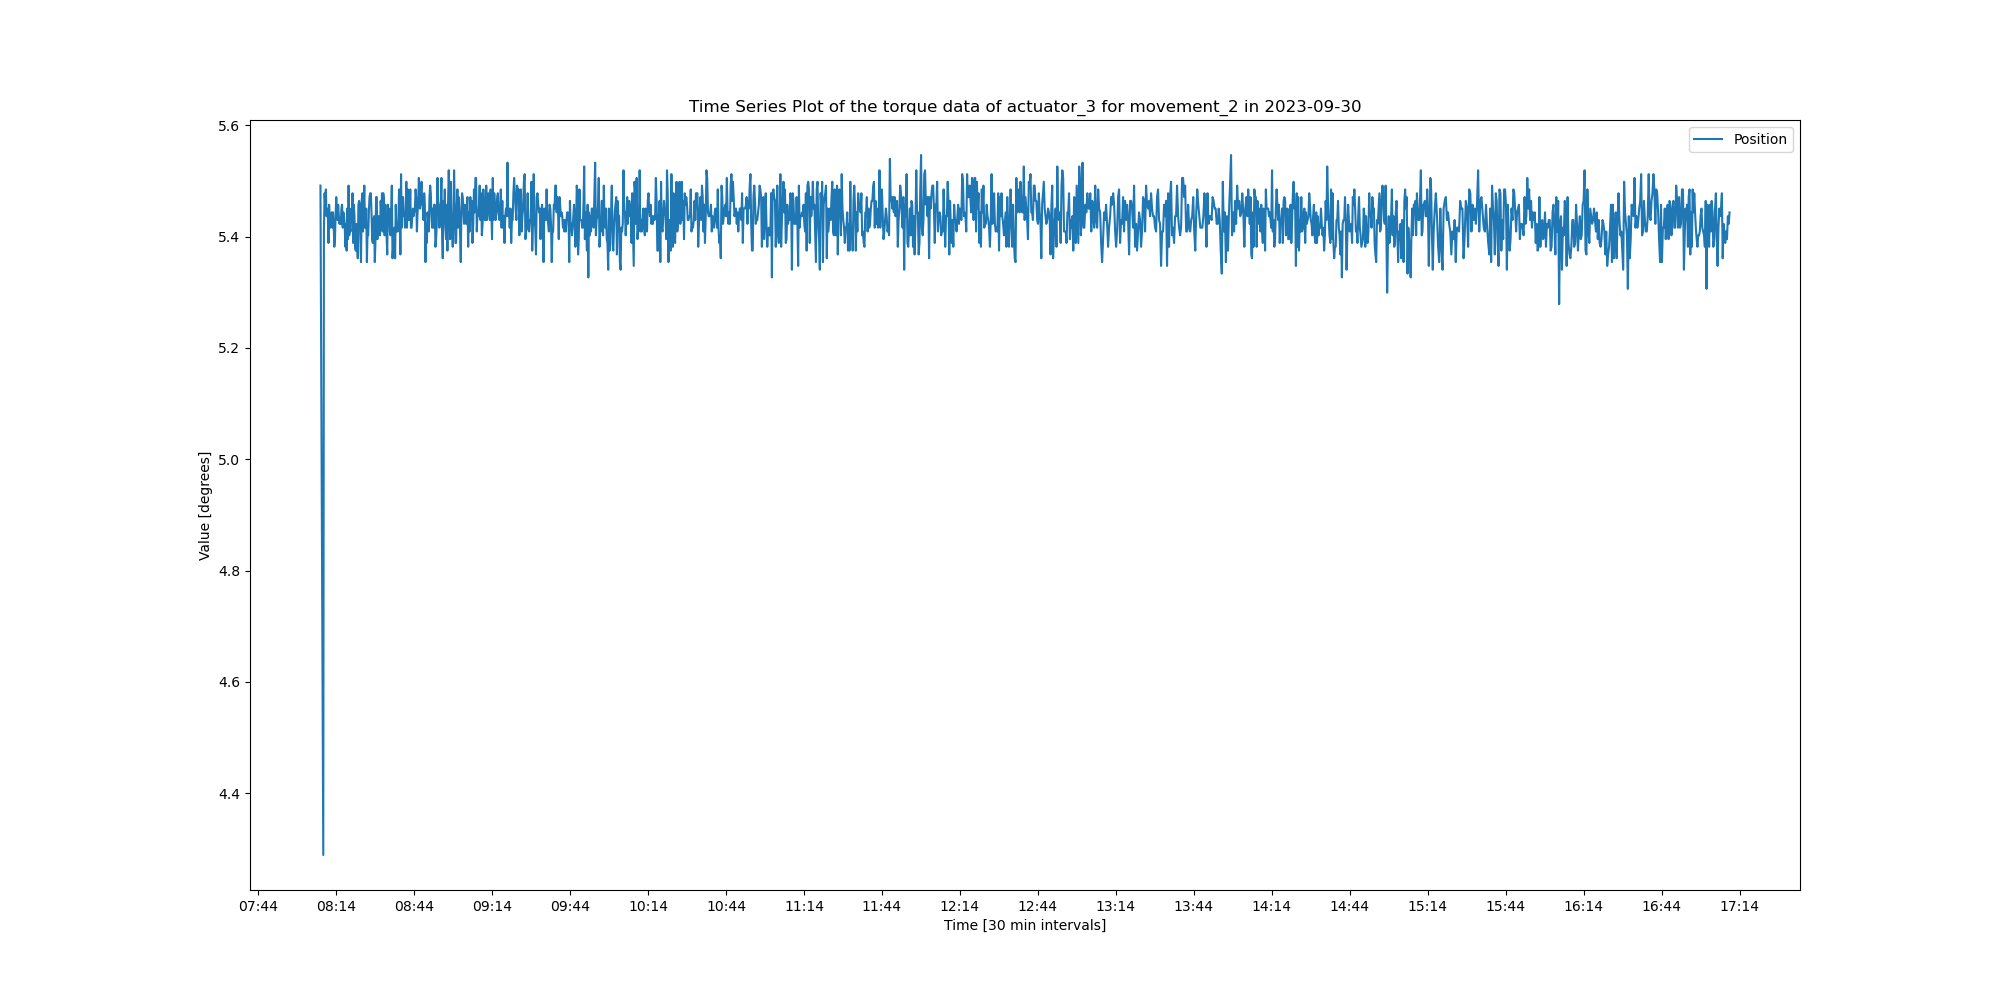 Time Series Plot of the torque data of actuator_3 for movement_2 in 2023-09-30
5.6
Position
5.4
5.2
5.0
Value [degrees]
4.8
4.6
4.4
07:44 08:14 08:44 09:14 09:44 10:14 10:44 11:14 11:44 12:14 12:44 13:14 13:44 14:14 14:44 15:14 15:44 16:14 16:44 17:14
Time [30 min intervals]